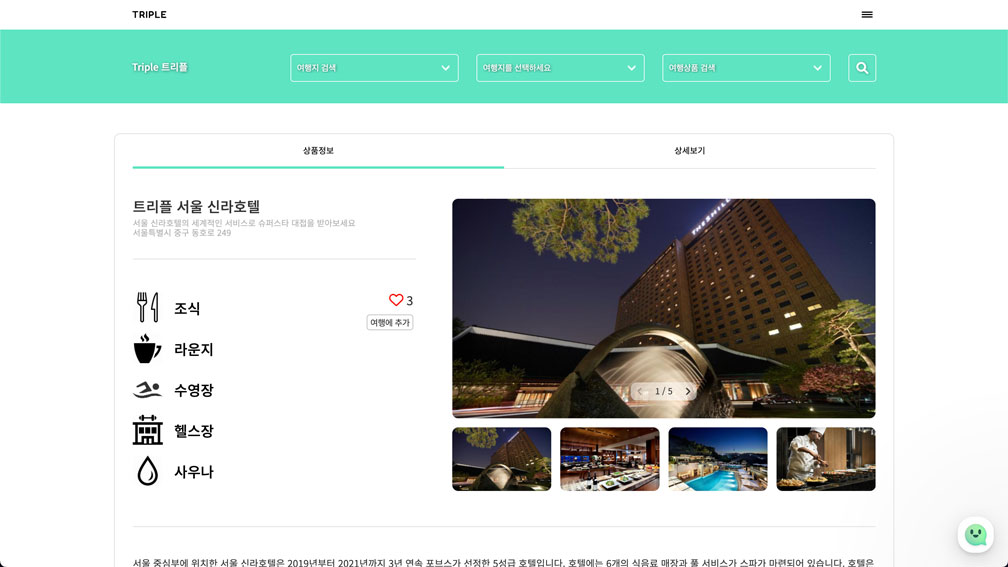 TRIPLE
Triple 트리플
여행지 검색
여행지를 선택하세요
여행상품 검색
상품정보
상세보기
트리플 서울 신라호텔
서울 신라호텔의 세계적인 서비스로 슈퍼스타 대접을 받아보세요
서울특별시 중구 동호로 249
조식
3
여행에 추가
라운지
수영장
헬스장
사우나
THE SHILLA
1 / 5
서울 중심부에 위치한 서울 신라호텔은 2019년부터 2021년까지 3년 연속 포브스가 선정한 5성급 호텔입니다. 호텔에는 6개의 식음료 매장과 풀 서비스가 스파가 마련되어 있습니다. 호텔은